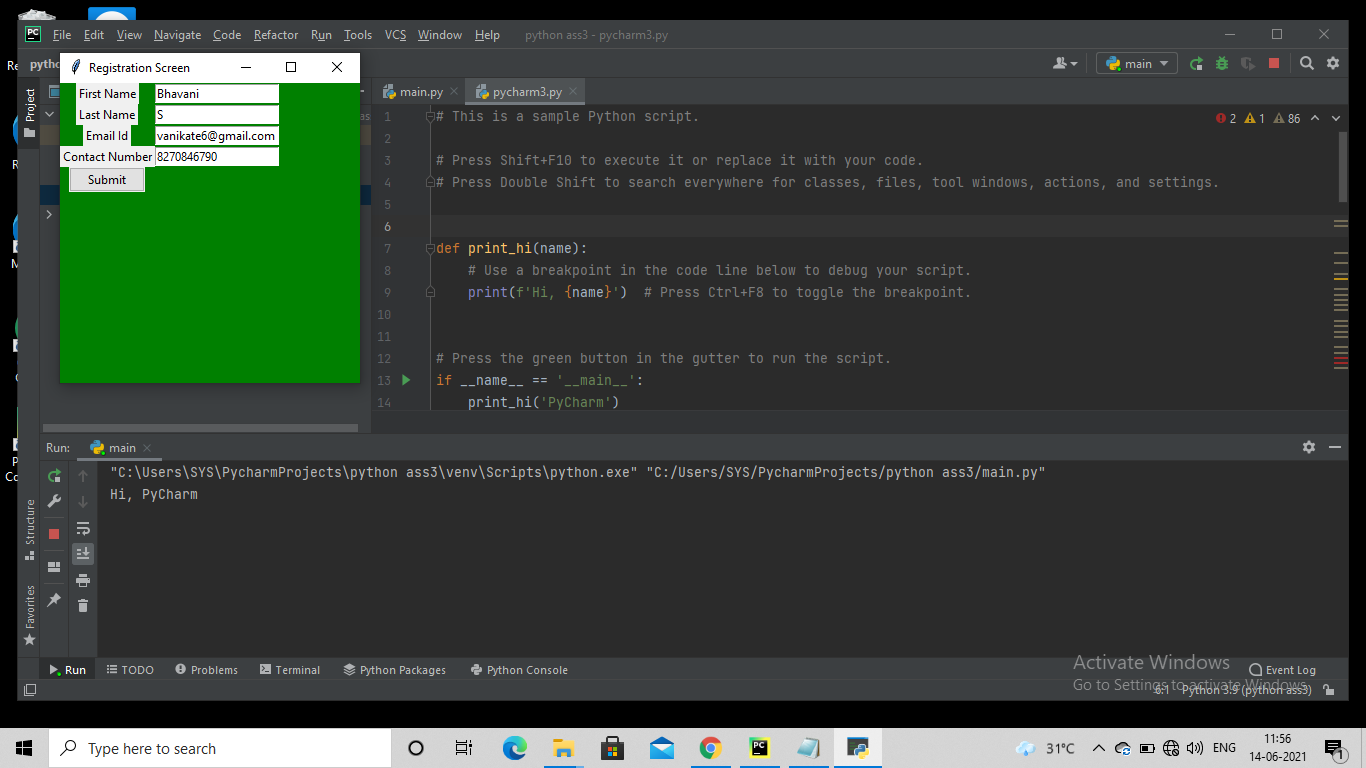 File Edit View Navigate Code Refactor Run Tools VCS Window Help python ass3 - pycharm3.py
pytho
main
Registration Screen
First Name Bhavani
Last Name S
Email Id vanikate6@gmail.com
Contact Number 8270846790
Submit
Project
main.py pycharm3.py
2 1 86
1 # This is a sample Python script.
2
3 # Press Shift+F10 to execute it or replace it with your code.
4 # Press Double Shift to search everywhere for classes, files, tool windows, actions, and settings.
5
6
7 def print_hi(name):
8 # Use a breakpoint in the code line below to debug your script.
9 print(f'Hi, {name}') # Press Ctrl+F8 to toggle the breakpoint.
10
11
12 # Press the green button in the gutter to run the script.
13 if __name__ == '__main__':
14 print_hi('PyCharm')
Run: main
"C:\Users\SYS\PycharmProjects\python ass3\venv\Scripts\python.exe" "C:/Users/SYS/PycharmProjects/python ass3/main.py"
Hi, PyCharm
Structure
Favorites
Run TODO Problems Terminal Python Packages Python Console Event Log
Activate Windows
Go to Settings to activate Windows.
6:1 Python 3.9 (python ass3)
Type here to search
31°C ENG
11:56
14-06-2021
1